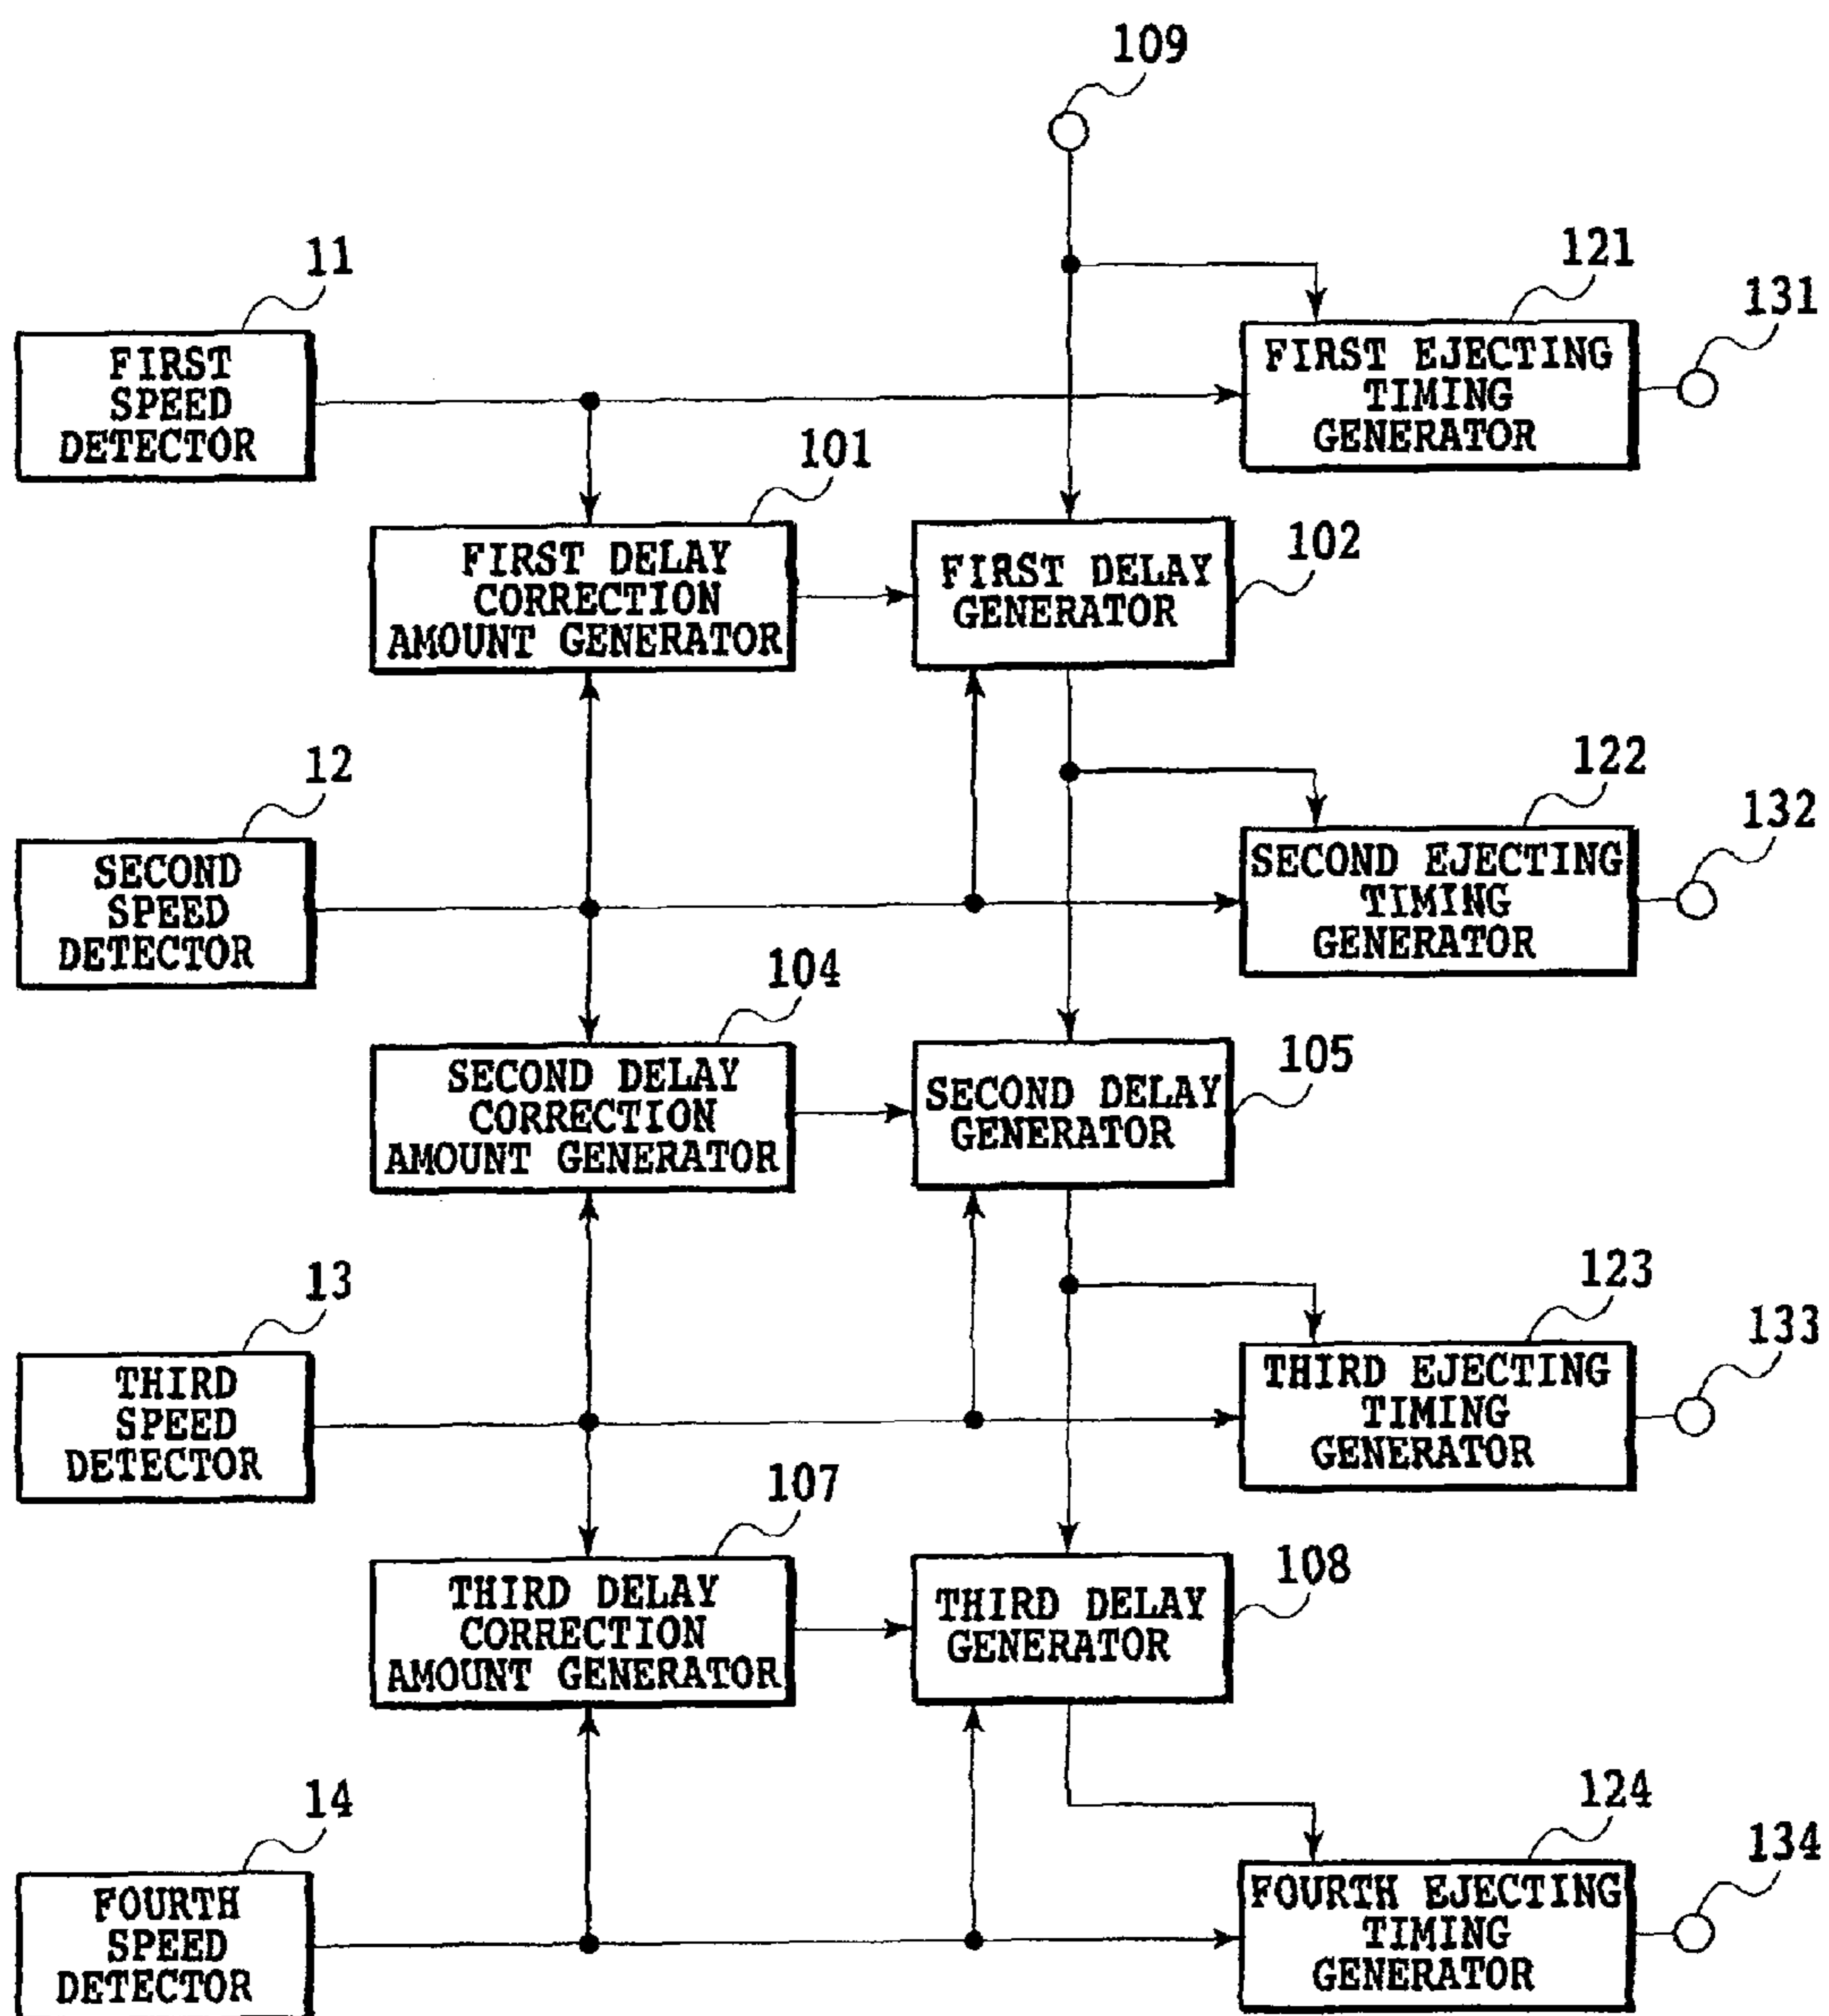 109
11
121
131
FIRST
SPEED
DETECTOR
FIRST EJECTING
TIMING
GENERATOR
101
102
FIRST DELAY
CORRECTION
AMOUNT GENERATOR
FIRST DELAY
GENERATOR
12
122
132
SECOND
SPEED
DETECTOR
SECOND EJECTING
TIMING
GENERATOR
104
105
SECOND DELAY
CORRECTION
AMOUNT GENERATOR
SECOND DELAY
GENERATOR
13
123
133
THIRD
SPEED
DETECTOR
THIRD EJECTING
TIMING
GENERATOR
107
108
THIRD DELAY
CORRECTION
AMOUNT GENERATOR
THIRD DELAY
GENERATOR
14
124
134
FOURTH
SPEED
DETECTOR
FOURTH EJECTING
TIMING
GENERATOR